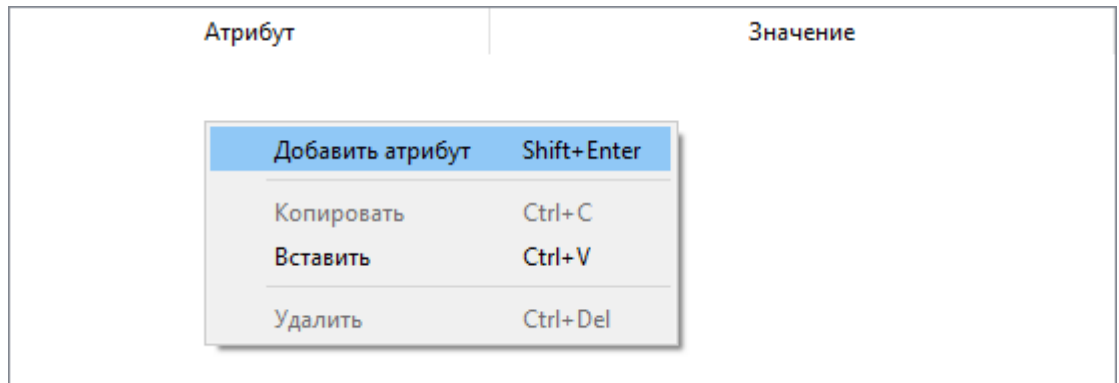 Атрибут Значение
Добавить атрибут Shift+Enter
Копировать Ctrl+C
Вставить Ctrl+V
Удалить Ctrl+Del